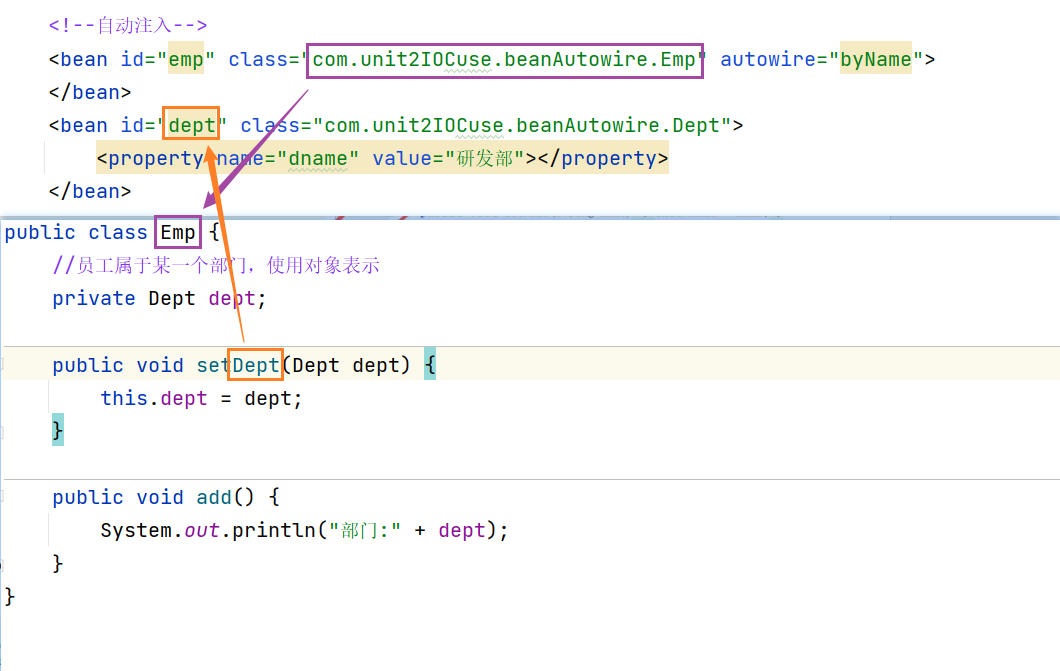 <!--自动注入-->
<bean id="emp" class="com.unit2IOCuse.beanAutowire.Emp" autowire="byName">
</bean>
<bean id="dept" class="com.unit2IOCuse.beanAutowire.Dept">
<property name="dname" value="研发部"></property>
</bean>
public class Emp {
//员工属于某一个部门，使用对象表示
private Dept dept;
public void setDept(Dept dept) {
this.dept = dept;
}
public void add() {
System.out.println("部门:" + dept);
}
}